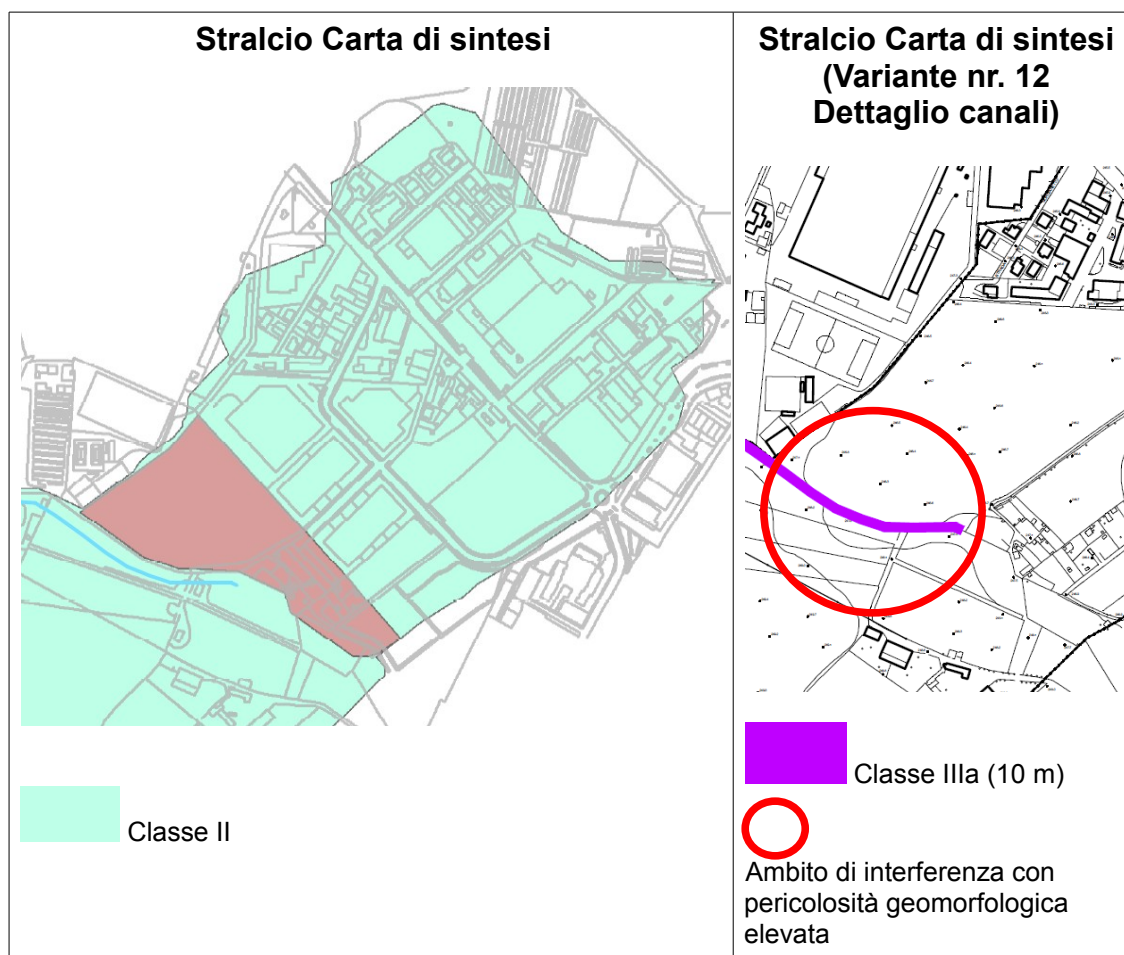 Stralcio Carta di sintesi
Classe II
Stralcio Carta di sintesi
(Variante nr. 12
Dettaglio canali)
Classe IIIa (10 m)
Ambito di interferenza con
pericolosità geomorfologica
elevata